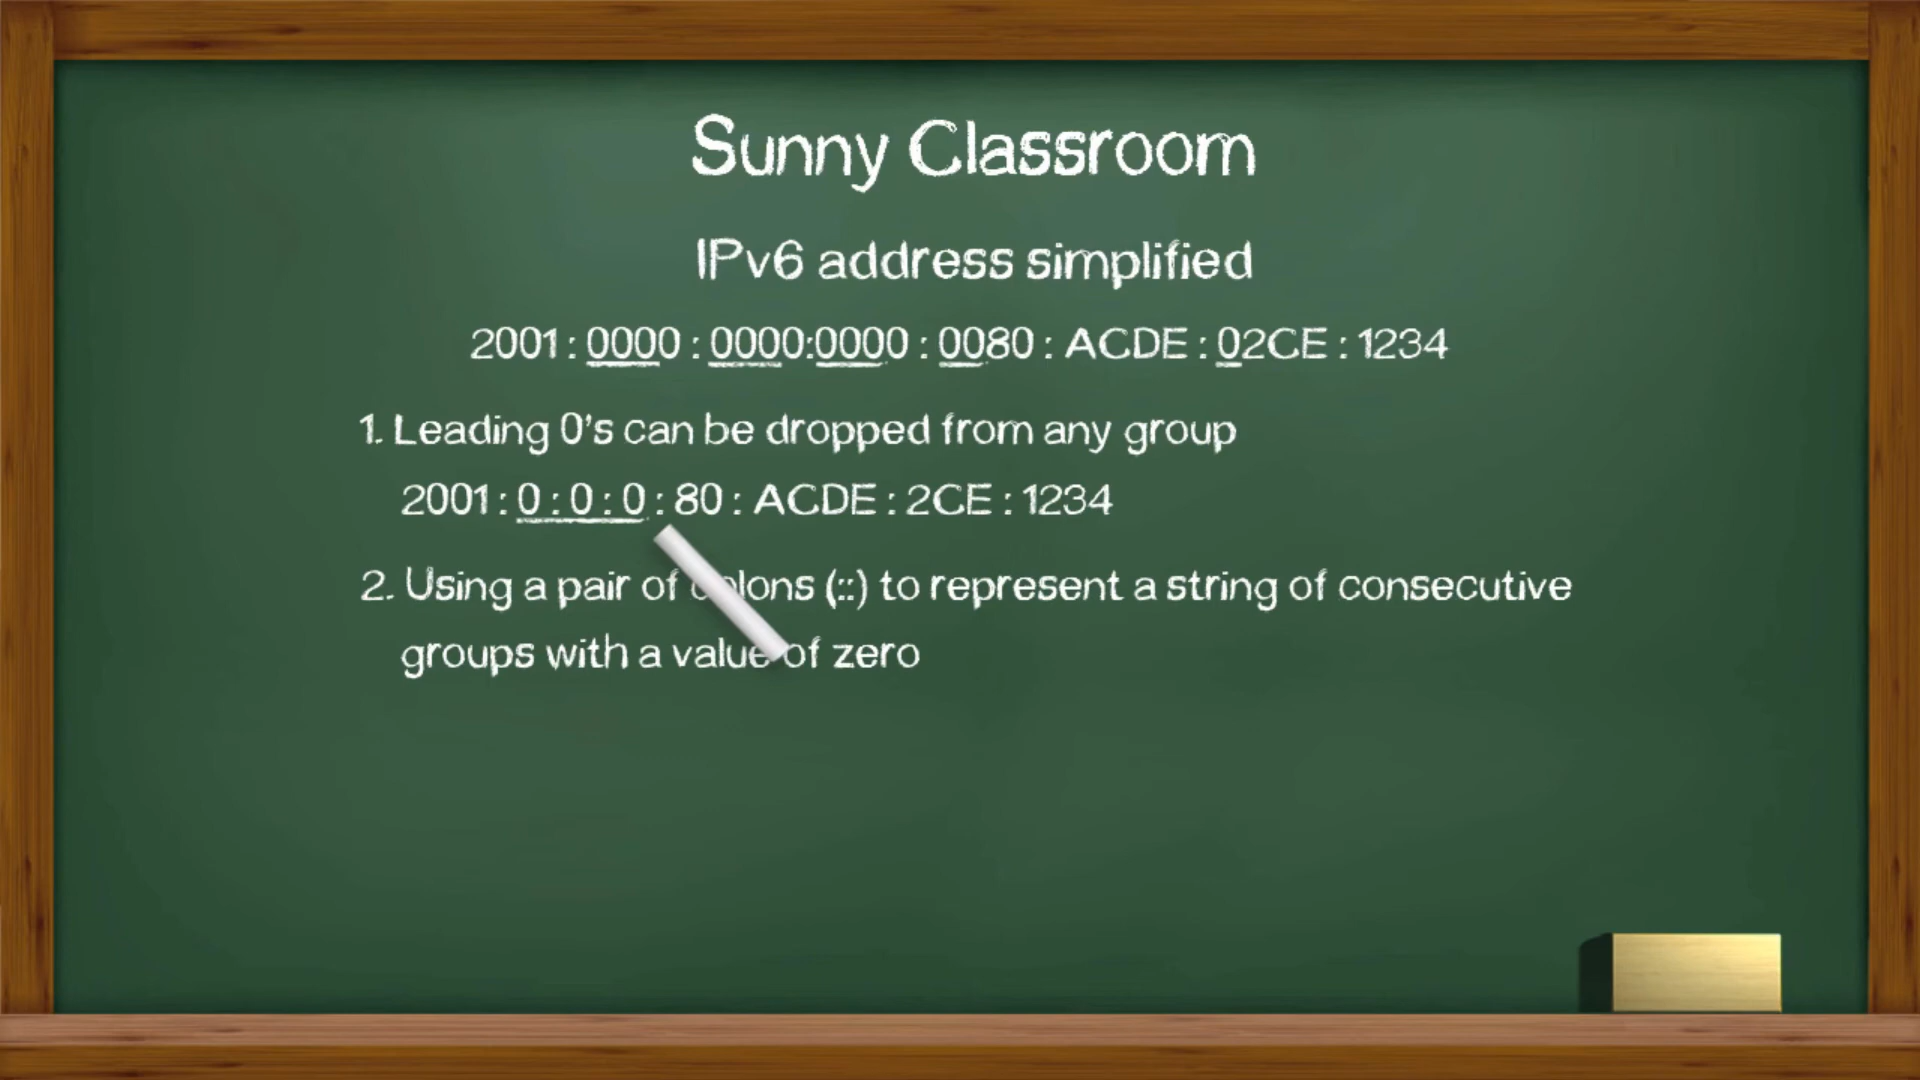 Sunny Classroom
IPv6 address simplified
2001 : 0000 : 0000:0000 : 0080 : ACDE : 02CE : 1234
1. Leading 0's can be dropped from any group
2001 : 0 : 0 : 0 : 80 : ACDE : 2CE : 1234
2. Using a pair of colons (::) to represent a string of consecutive
groups with a value of zero